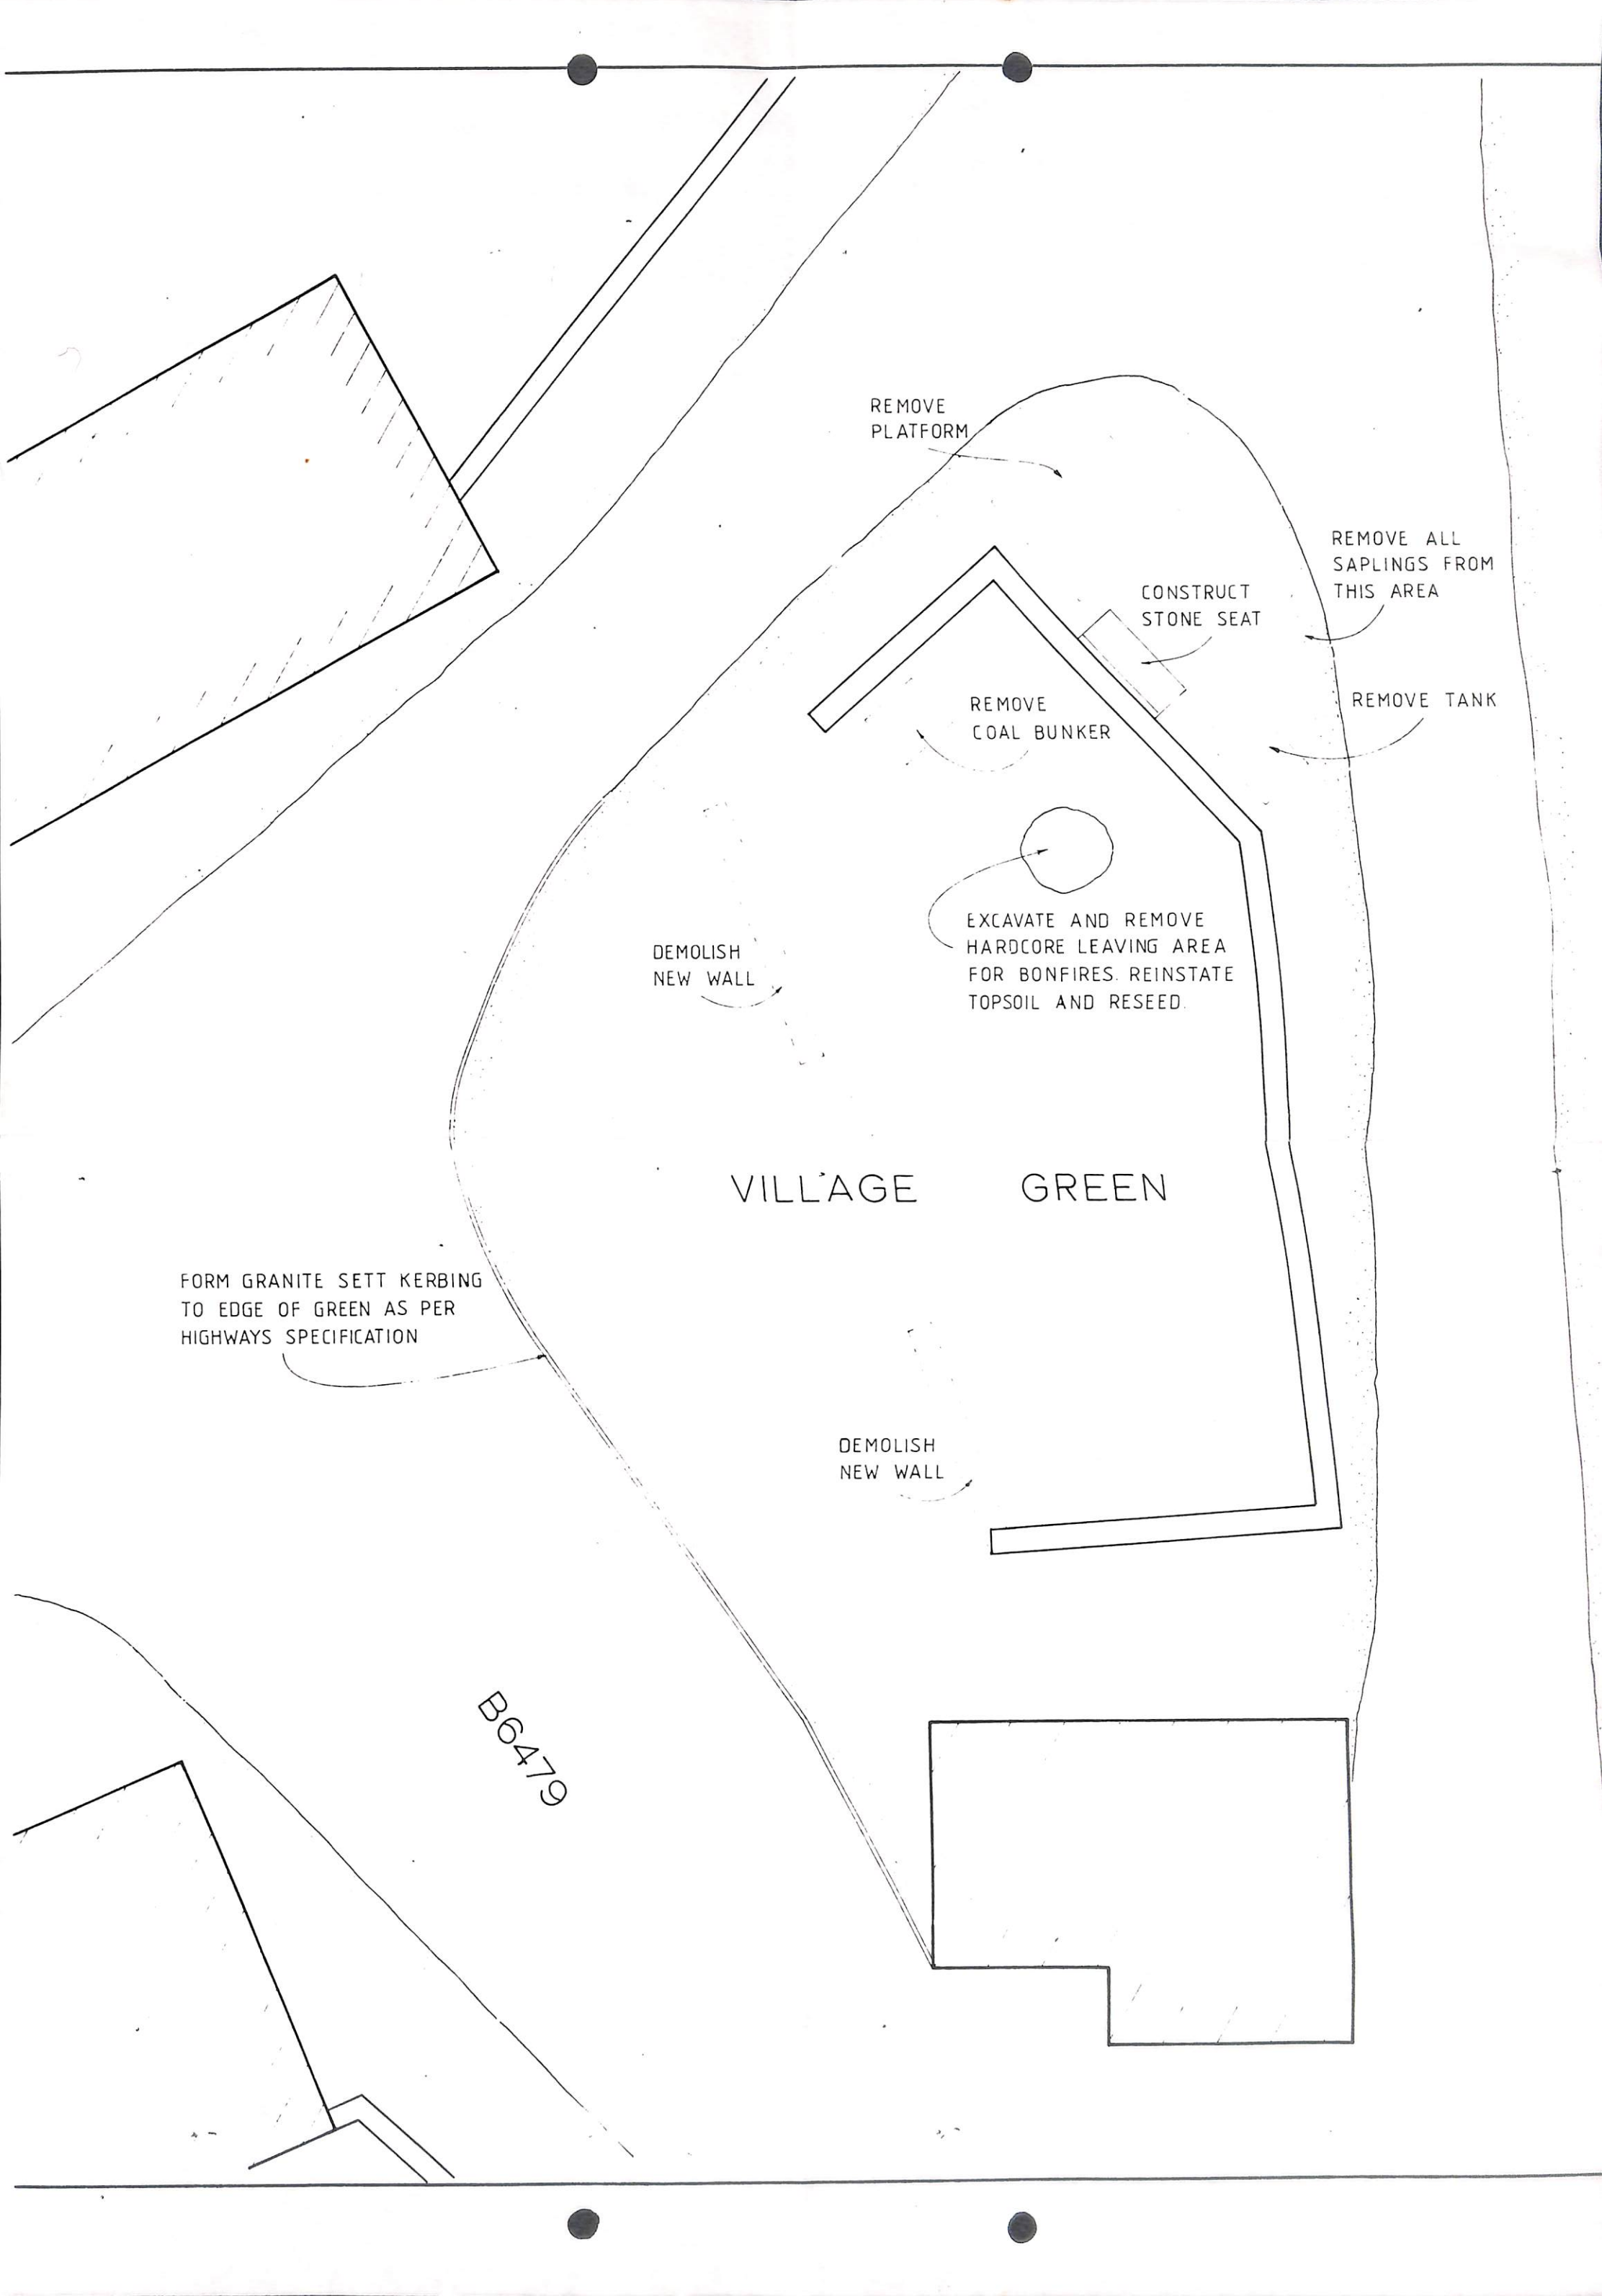 REMOVE
PLATFORM
REMOVE ALL
SAPLINGS FROM
THIS AREA
CONSTRUCT
STONE SEAT
REMOVE TANK
REMOVE
COAL BUNKER
EXCAVATE AND REMOVE
HARDCORE LEAVING AREA
FOR BONFIRES. REINSTATE
TOPSOIL AND RESEED.
DEMOLISH
NEW WALL
VILLAGE GREEN
FORM GRANITE SETT KERBING
TO EDGE OF GREEN AS PER
HIGHWAYS SPECIFICATION
DEMOLISH
NEW WALL
B6479